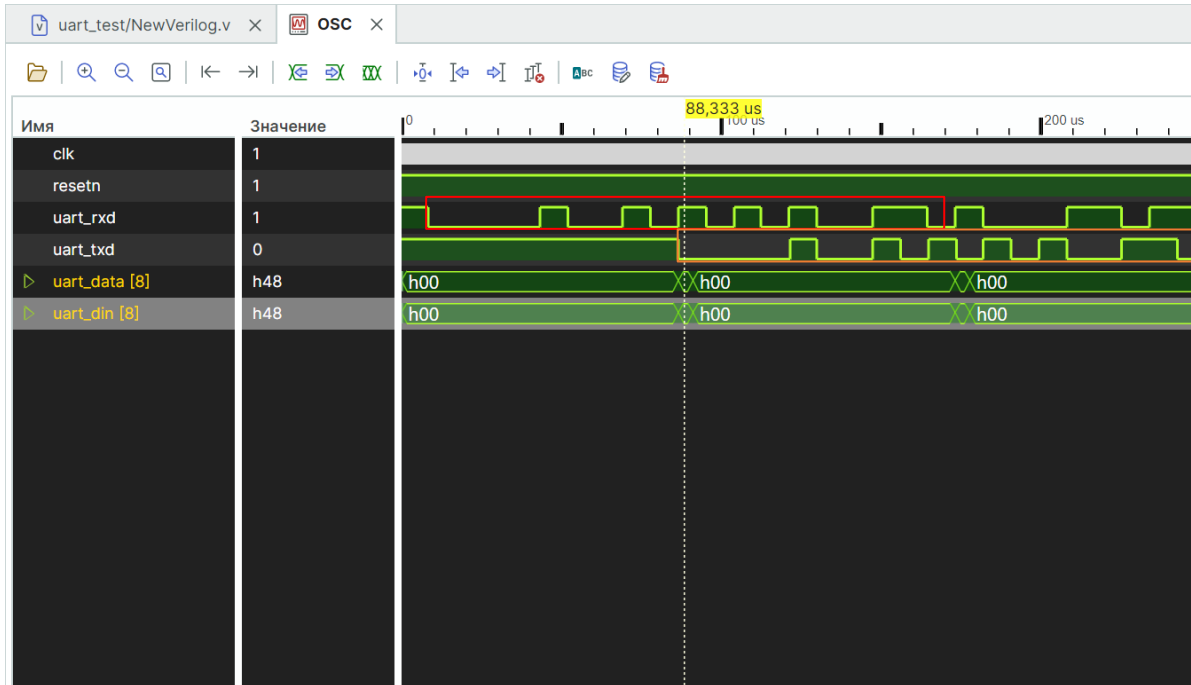 uart_test/NewVerilog.v
OSC
ABC
Имя
Значение
88,333 us
0
100 us
200 us
clk
1
resetn
1
uart_rxd
1
uart_txd
0
uart_data [8]
h48
h00
h00
h00
uart_din [8]
h48
h00
h00
h00